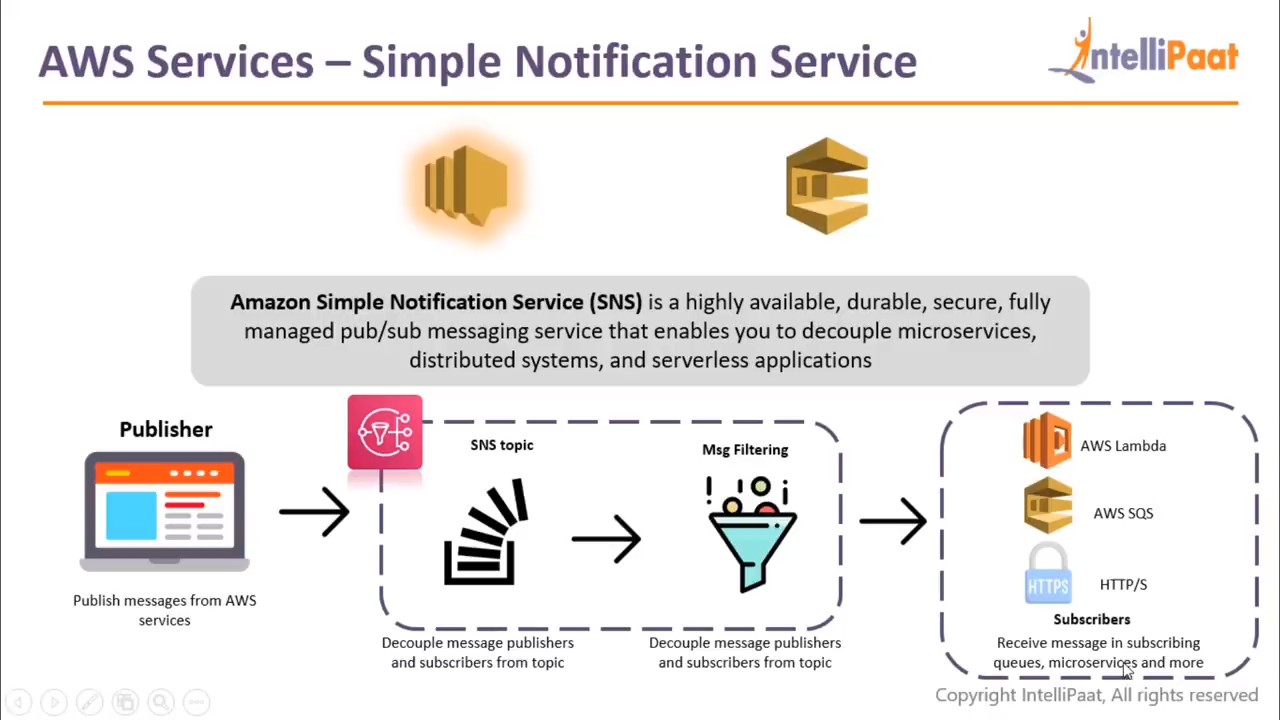 AWS Services – Simple Notification Service
IntelliPaat
Amazon Simple Notification Service (SNS) is a highly available, durable, secure, fully
managed pub/sub messaging service that enables you to decouple microservices,
distributed systems, and serverless applications
Publisher
Publish messages from AWS
services
SNS topic
Decouple message publishers
and subscribers from topic
Msg Filtering
Decouple message publishers
and subscribers from topic
AWS Lambda
AWS SQS
HTTPS
HTTP/S
Subscribers
Receive message in subscribing
queues, microservices and more
Copyright IntelliPaat, All rights reserved